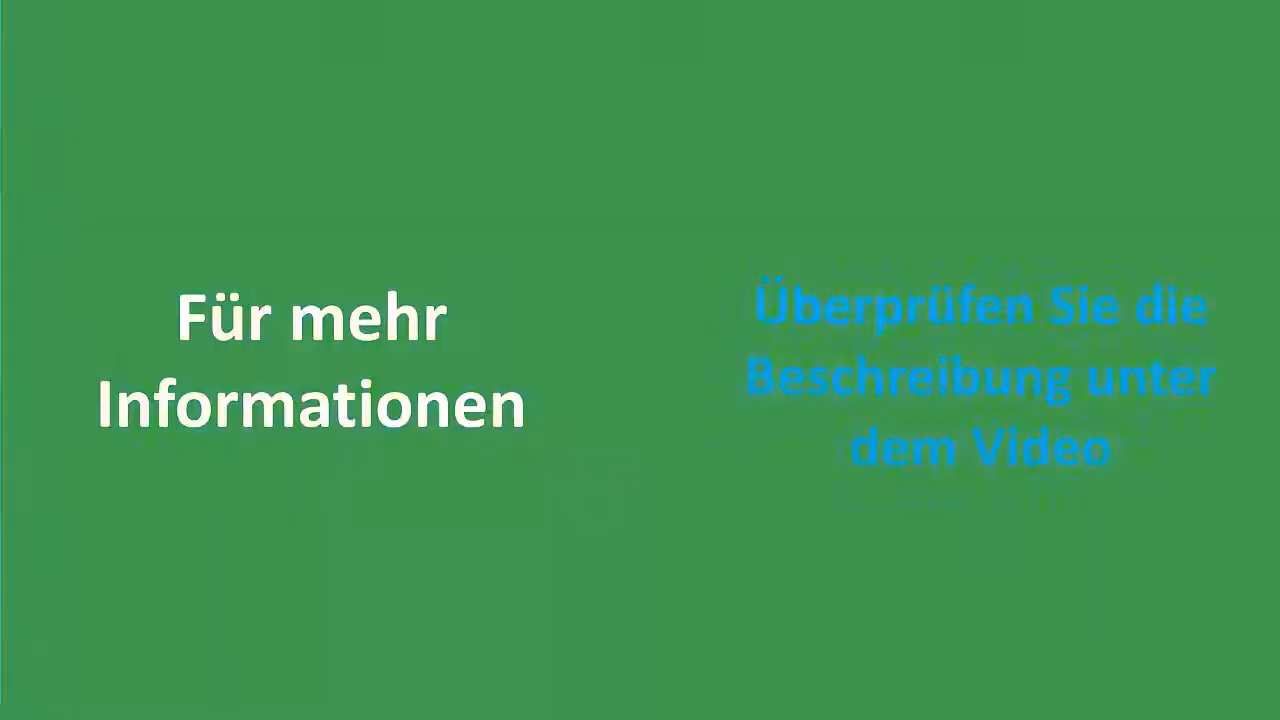 Für mehr
Informationen
Überprüfen Sie die
Beschreibung unter
dem Video